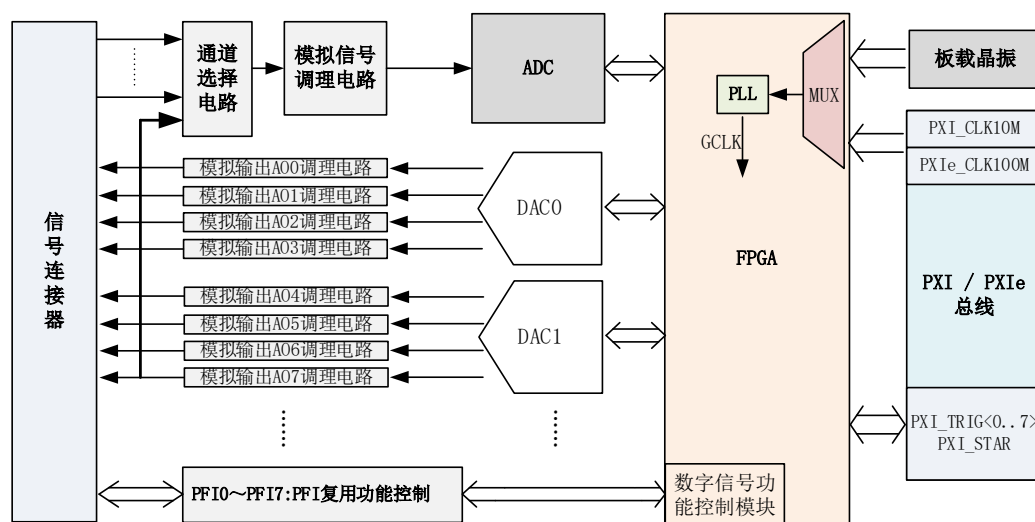 信
号
连
接
器
通道
选择
电路
模拟信号
调理电路
ADC
模拟输出AO0调理电路
模拟输出AO1调理电路
模拟输出AO2调理电路
模拟输出AO3调理电路
DAC0
模拟输出AO4调理电路
模拟输出AO5调理电路
模拟输出AO6调理电路
模拟输出AO7调理电路
DAC1
PFI0～PFI7:PFI复用功能控制
PLL
MUX
GCLK
FPGA
数字信号功
能控制模块
板载晶振
PXI_CLK10M
PXIe_CLK100M
PXI / PXIe
总线
PXI_TRIG<0..7>
PXI_STAR